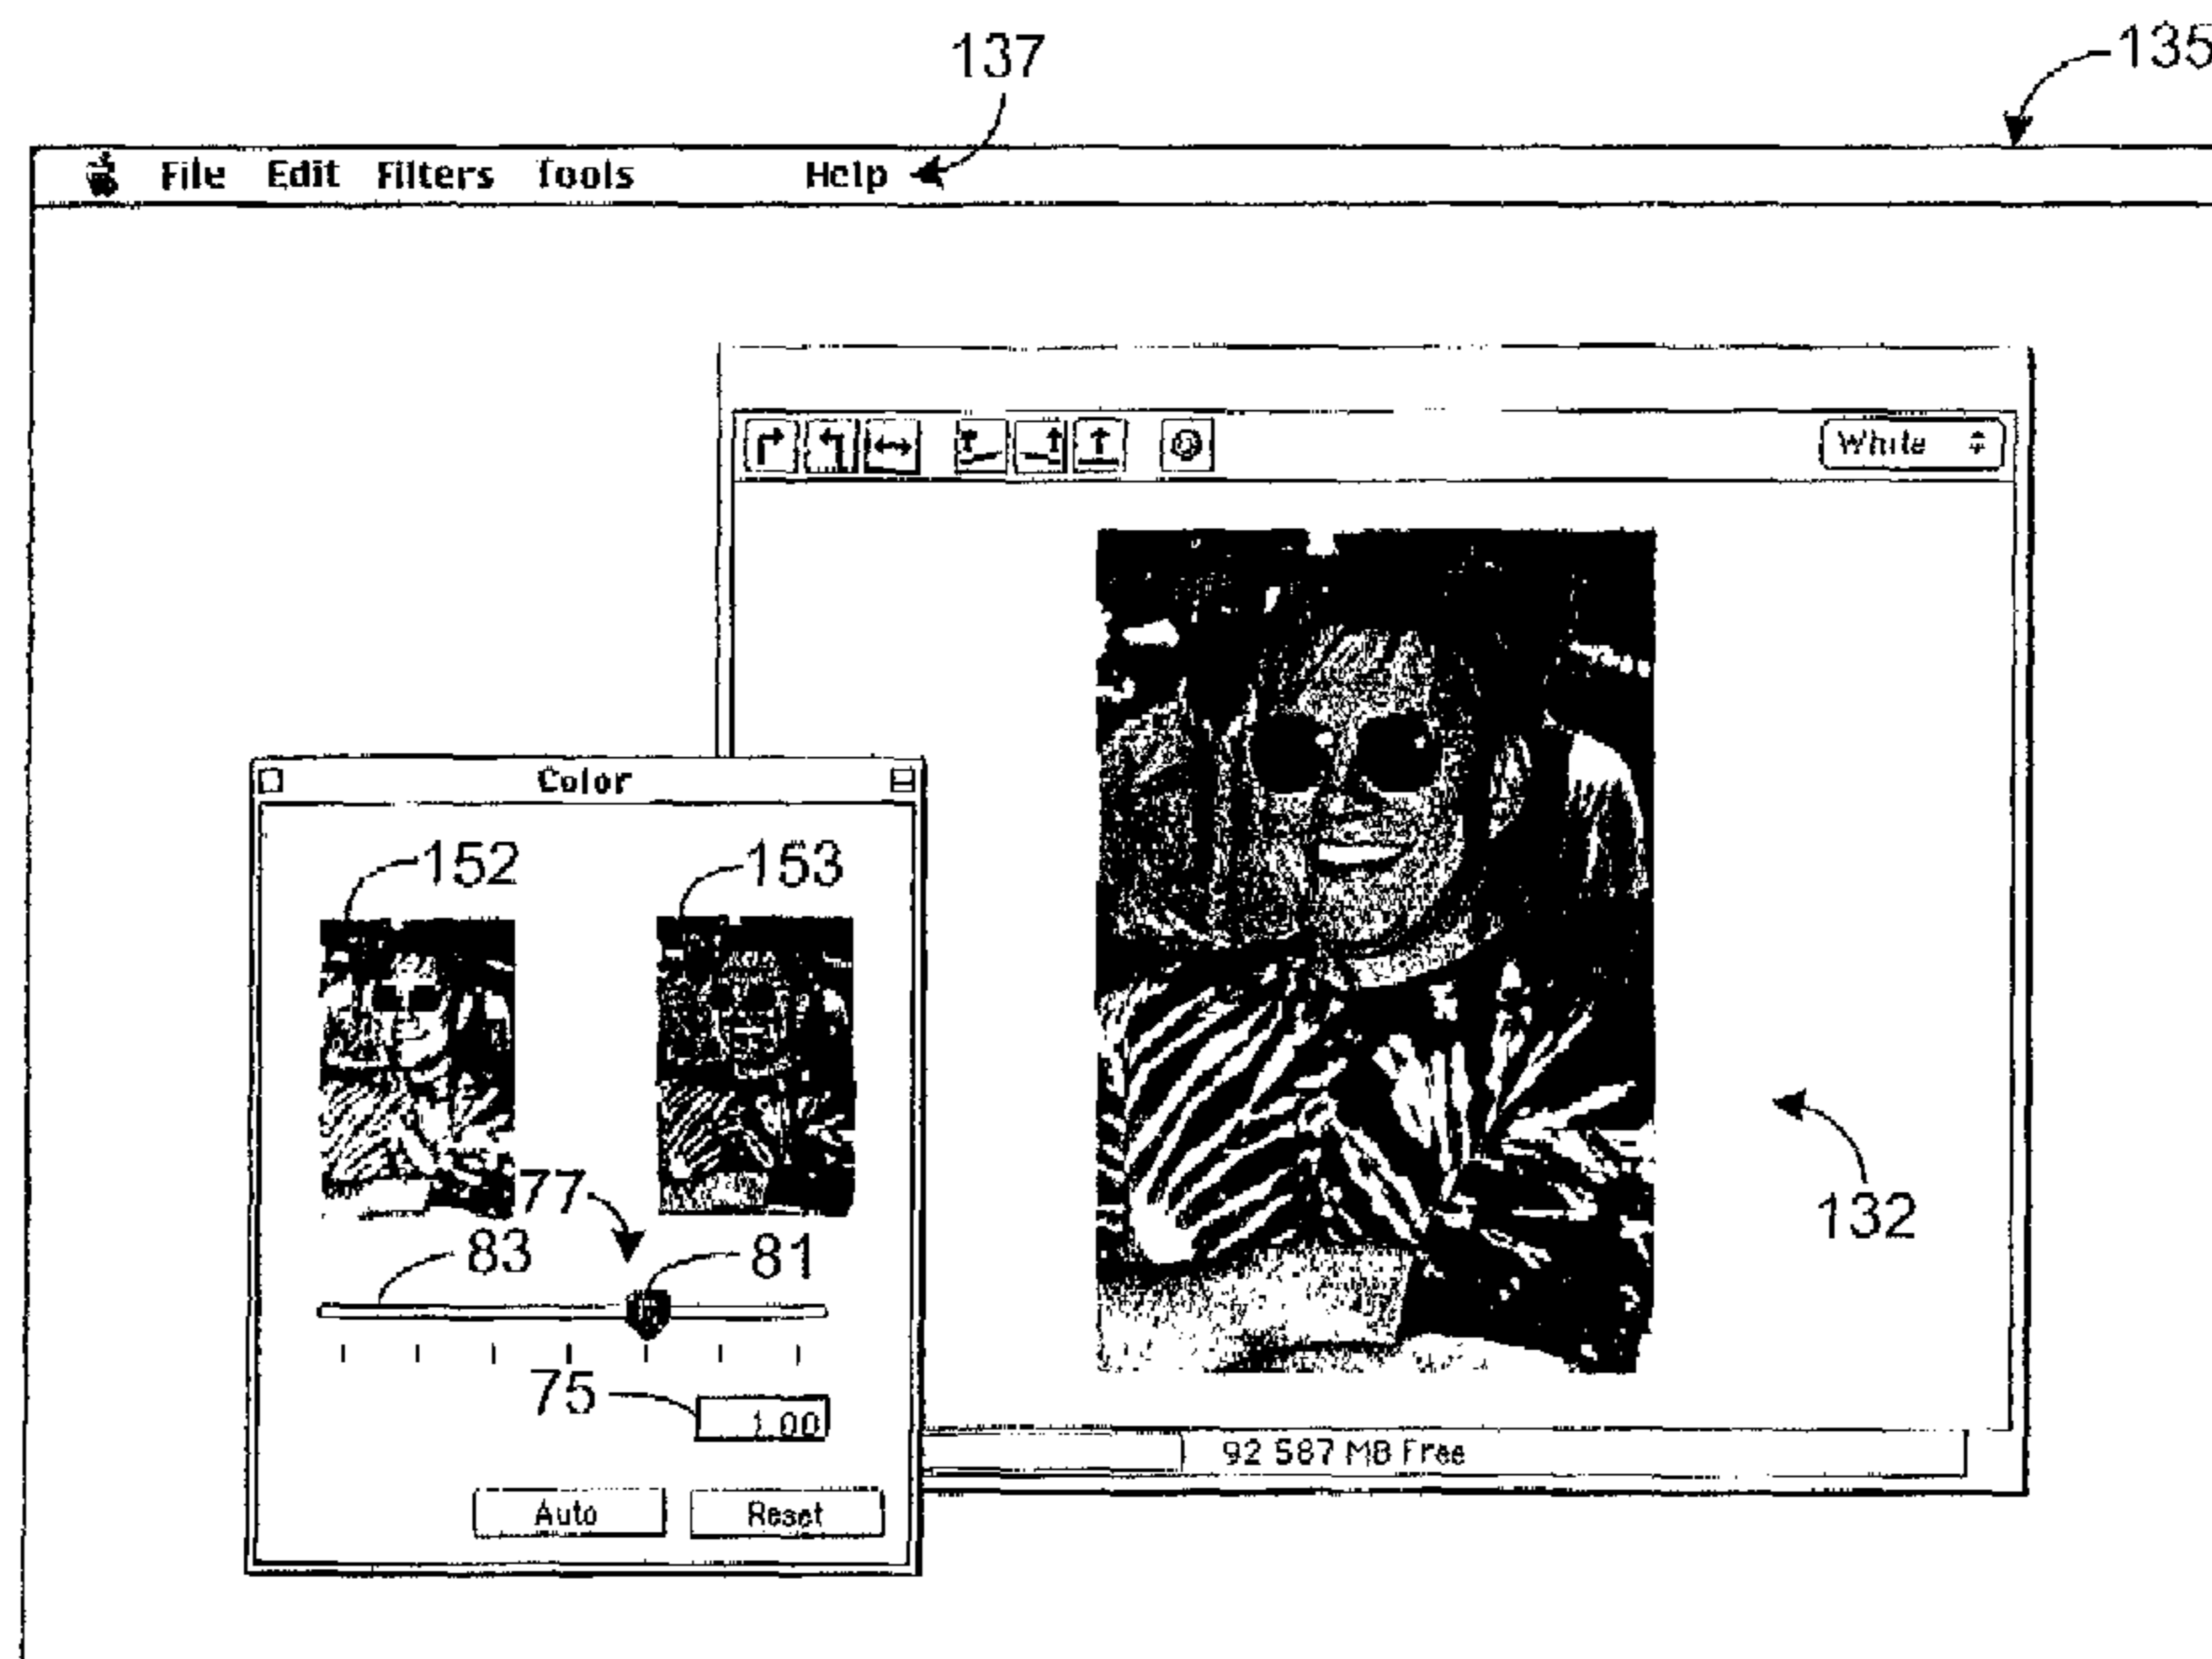 137
135
File Edit Filters Tools Help
White
Color
152 153
77
83 81
132
75
1.00
92 587 MB Free
Auto Reset